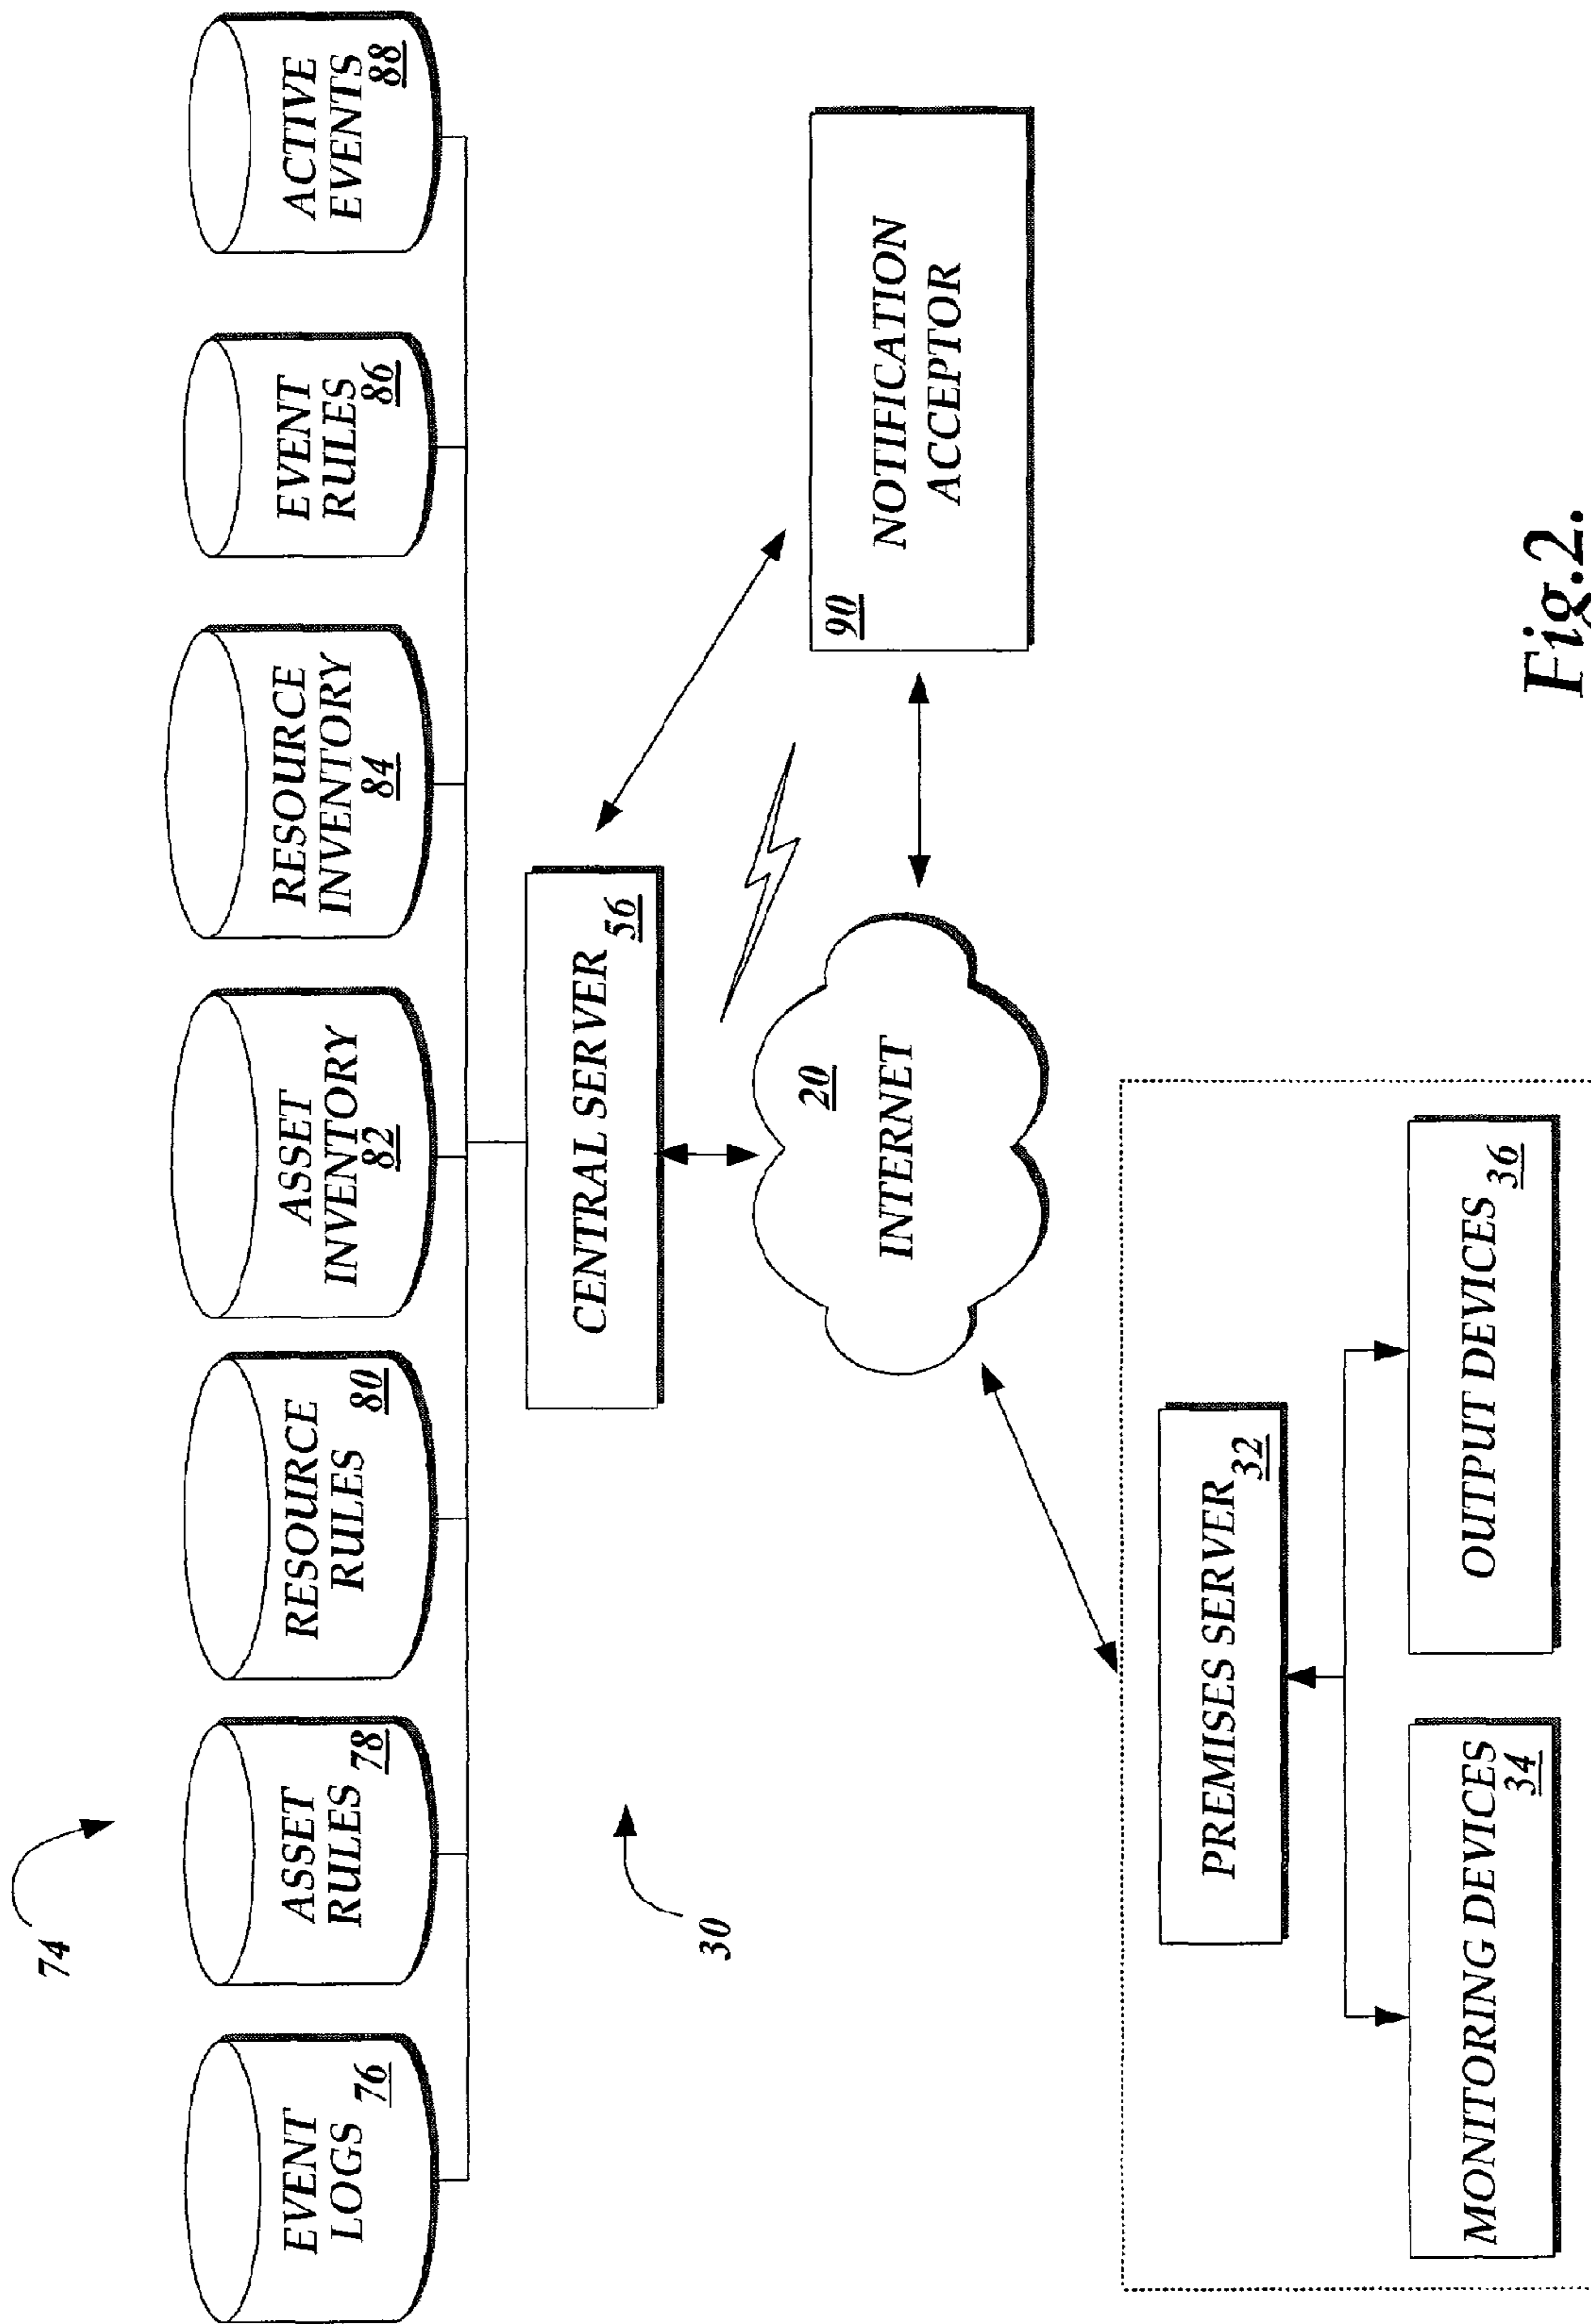 74
EVENT
LOGS 76
ASSET
RULES 78
RESOURCE
RULES 80
ASSET
INVENTORY
82
RESOURCE
INVENTORY
84
EVENT
RULES
86
ACTIVE
EVENTS
88
30
CENTRAL SERVER 56
20
INTERNET
90
NOTIFICATION
ACCEPTOR
PREMISES SERVER 32
MONITORING DEVICES
34
OUTPUT DEVICES 36
Fig.2.